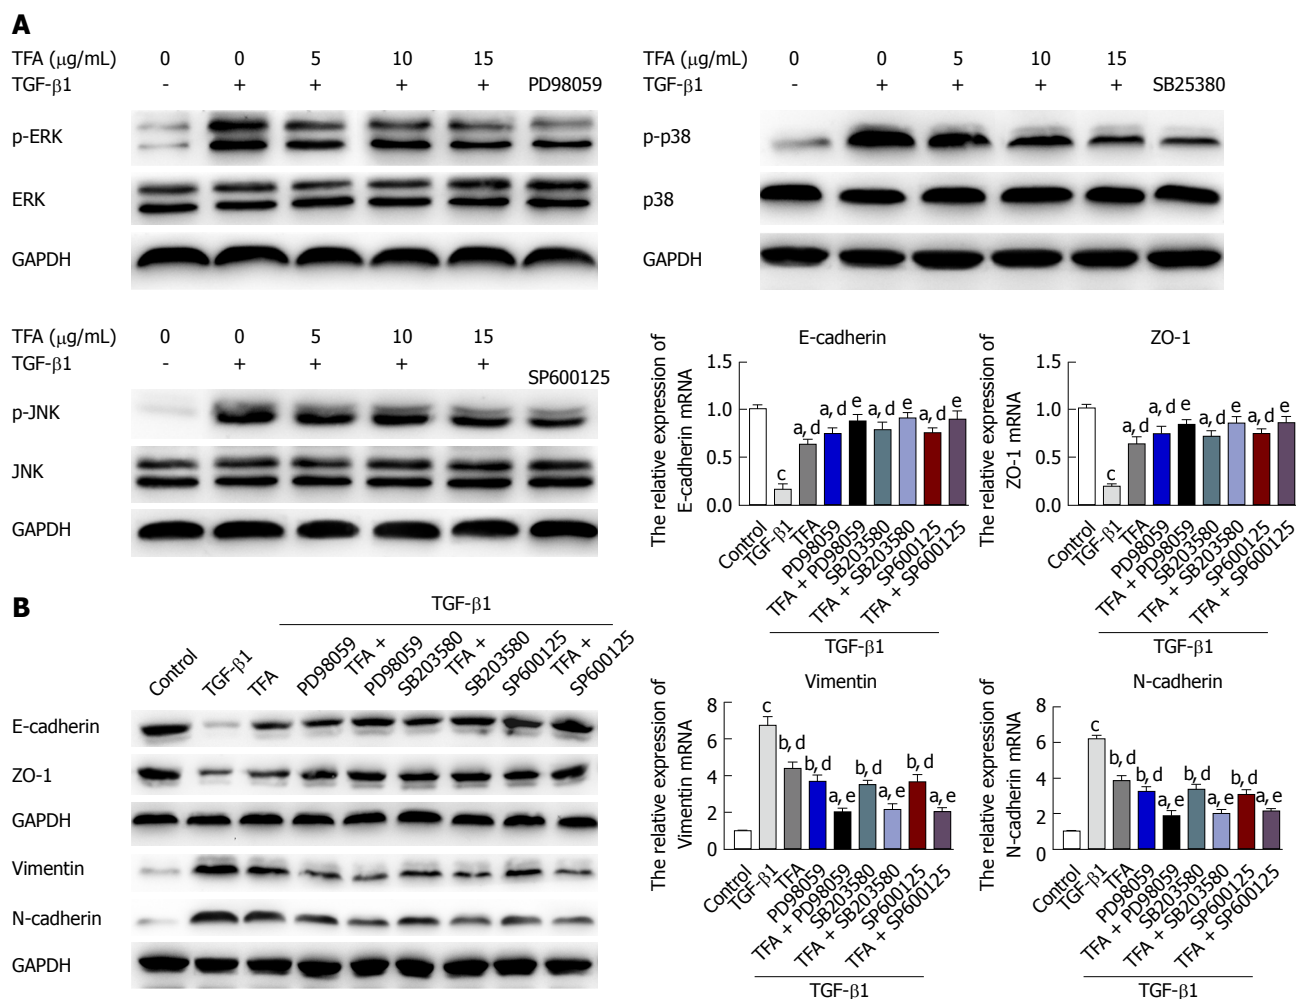 A
TFA (μg/mL) 0 0 5 10 15
TGF-β1 - + + + + PD98059
p-ERK
ERK
GAPDH
TFA (μg/mL) 0 0 5 10 15
TGF-β1 - + + + + SB25380
p-p38
p38
GAPDH
TFA (μg/mL) 0 0 5 10 15
TGF-β1 - + + + +
SP600125
p-JNK
JNK
GAPDH
E-cadherin
The relative expression of
E-cadherin mRNA
1.5
1.0
0.5
0.0
c a, d a, d e a, d e a, d e
Control TGF-β1 TFA PD98059 TFA + PD98059 SB203580 TFA + SB203580 SP600125 TFA + SP600125
TGF-β1
ZO-1
The relative expression of
ZO-1 mRNA
1.5
1.0
0.5
0.0
c a, d a, d e a, d e a, d e
Control TGF-β1 TFA PD98059 TFA + PD98059 SB203580 TFA + SB203580 SP600125 TFA + SP600125
TGF-β1
B
TGF-β1
Control TGF-β1 TFA PD98059 TFA + PD98059 SB203580 TFA + SB203580 SP600125 TFA + SP600125
E-cadherin
ZO-1
GAPDH
Vimentin
N-cadherin
GAPDH
Vimentin
The relative expression of
Vimentin mRNA
8
6
4
2
0
c b, d b, d a, e b, d a, e b, d a, e
Control TGF-β1 TFA PD98059 TFA + PD98059 SB203580 TFA + SB203580 SP600125 TFA + SP600125
TGF-β1
N-cadherin
The relative expression of
N-cadherin mRNA
8
6
4
2
0
c b, d b, d a, e b, d a, e b, d a, e
Control TGF-β1 TFA PD98059 TFA + PD98059 SB203580 TFA + SB203580 SP600125 TFA + SP600125
TGF-β1